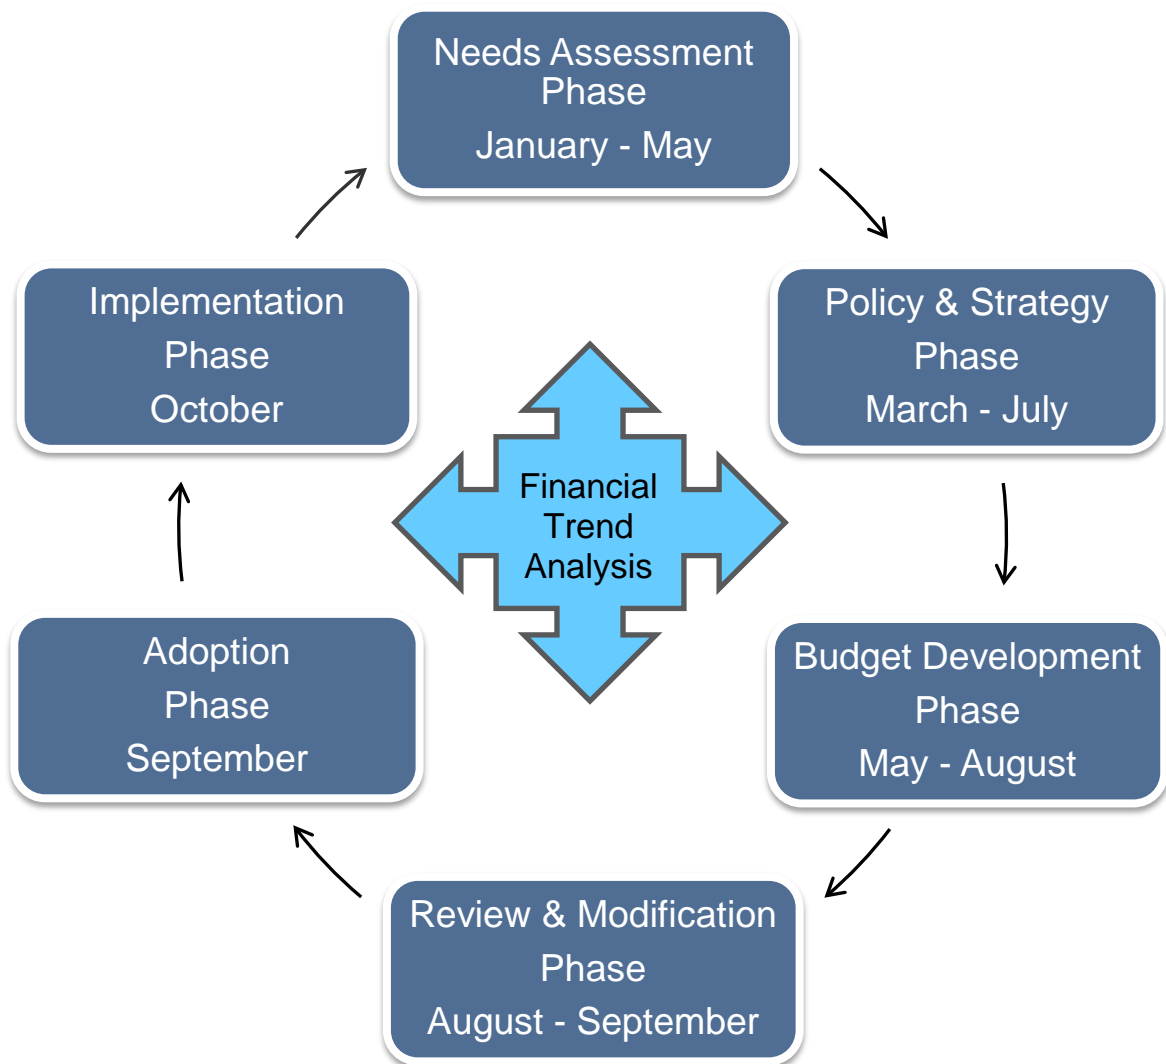 Needs Assessment
Phase
January - May
Policy & Strategy
Phase
March - July
Budget Development
Phase
May - August
Review & Modification
Phase
August - September
Adoption
Phase
September
Implementation
Phase
October
Financial
Trend
Analysis